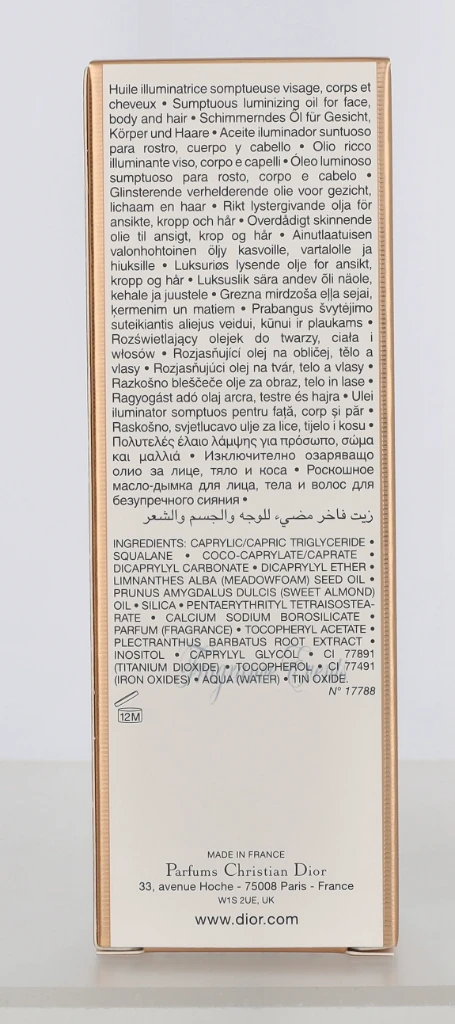 Huile illuminatrice somptueuse visage, corps et
cheveux • Sumptuous luminizing oil for face,
body and hair • Schimmerndes Öl für Gesicht,
Körper und Haare • Aceite iluminador suntuoso
para rostro, cuerpo y cabello • Olio ricco
illuminante viso, corpo e capelli • Óleo luminoso
sumptuoso para rosto, corpo e cabelo •
Glinsterende verhelderende olie voor gezicht,
lichaam en haar • Rikt lystergivande olja för
ansikte, kropp och hår • Overdådigt skinnende
olie til ansigt, krop og hår • Ainutlaatuisen
valonhohtoinen öljy kasvoille, vartalolle ja
hiuksille • Luksuriøs lysende olje for ansikt,
kropp og hår • Luksuslik sära andev õli näole,
kehale ja juustele • Grezna mirdzoša eļļa sejai,
ķermenim un matiem • Prabangus švytėjimo
suteikiantis aliejus veidui, kūnui ir plaukams •
Rozświetlający olejek do twarzy, ciała i
włosów • Rozjasňující olej na obličej, tělo a
vlasy • Rozjasňujúci olej na tvár, telo a vlasy •
Razkošno bleščeče olje za obraz, telo in lase •
Ragyogást adó olaj arcra, testre és hajra • Ulei
iluminator somptuos pentru față, corp și păr •
Raskošno, svjetlucavo ulje za lice, tijelo i kosu •
Πολυτελές έλαιο λάμψης για πρόσωπο, σώμα
και μαλλιά • Изключително озаряващо
олио за лице, тяло и коса • Роскошное
масло-дымка для лица, тела и волос для
безупречного сияния •
زيت فاخر مضيء للوجه والجسم والشعر
INGREDIENTS: CAPRYLIC/CAPRIC TRIGLYCERIDE •
SQUALANE • COCO-CAPRYLATE/CAPRATE •
DICAPRYLYL CARBONATE • DICAPRYLYL ETHER •
LIMNANTHES ALBA (MEADOWFOAM) SEED OIL •
PRUNUS AMYGDALUS DULCIS (SWEET ALMOND)
OIL • SILICA • PENTAERYTHRITYL TETRAISOSTEA-
RATE • CALCIUM SODIUM BOROSILICATE •
PARFUM (FRAGRANCE) • TOCOPHERYL ACETATE •
PLECTRANTHUS BARBATUS ROOT EXTRACT •
INOSITOL • CAPRYLYL GLYCOL • CI 77891
(TITANIUM DIOXIDE) • TOCOPHEROL • CI 77491
(IRON OXIDES) • AQUA (WATER) • TIN OXIDE.
N° 17788
12M
MADE IN FRANCE
Parfums Christian Dior
33, avenue Hoche - 75008 Paris - France
W1S 2UE, UK
www.dior.com